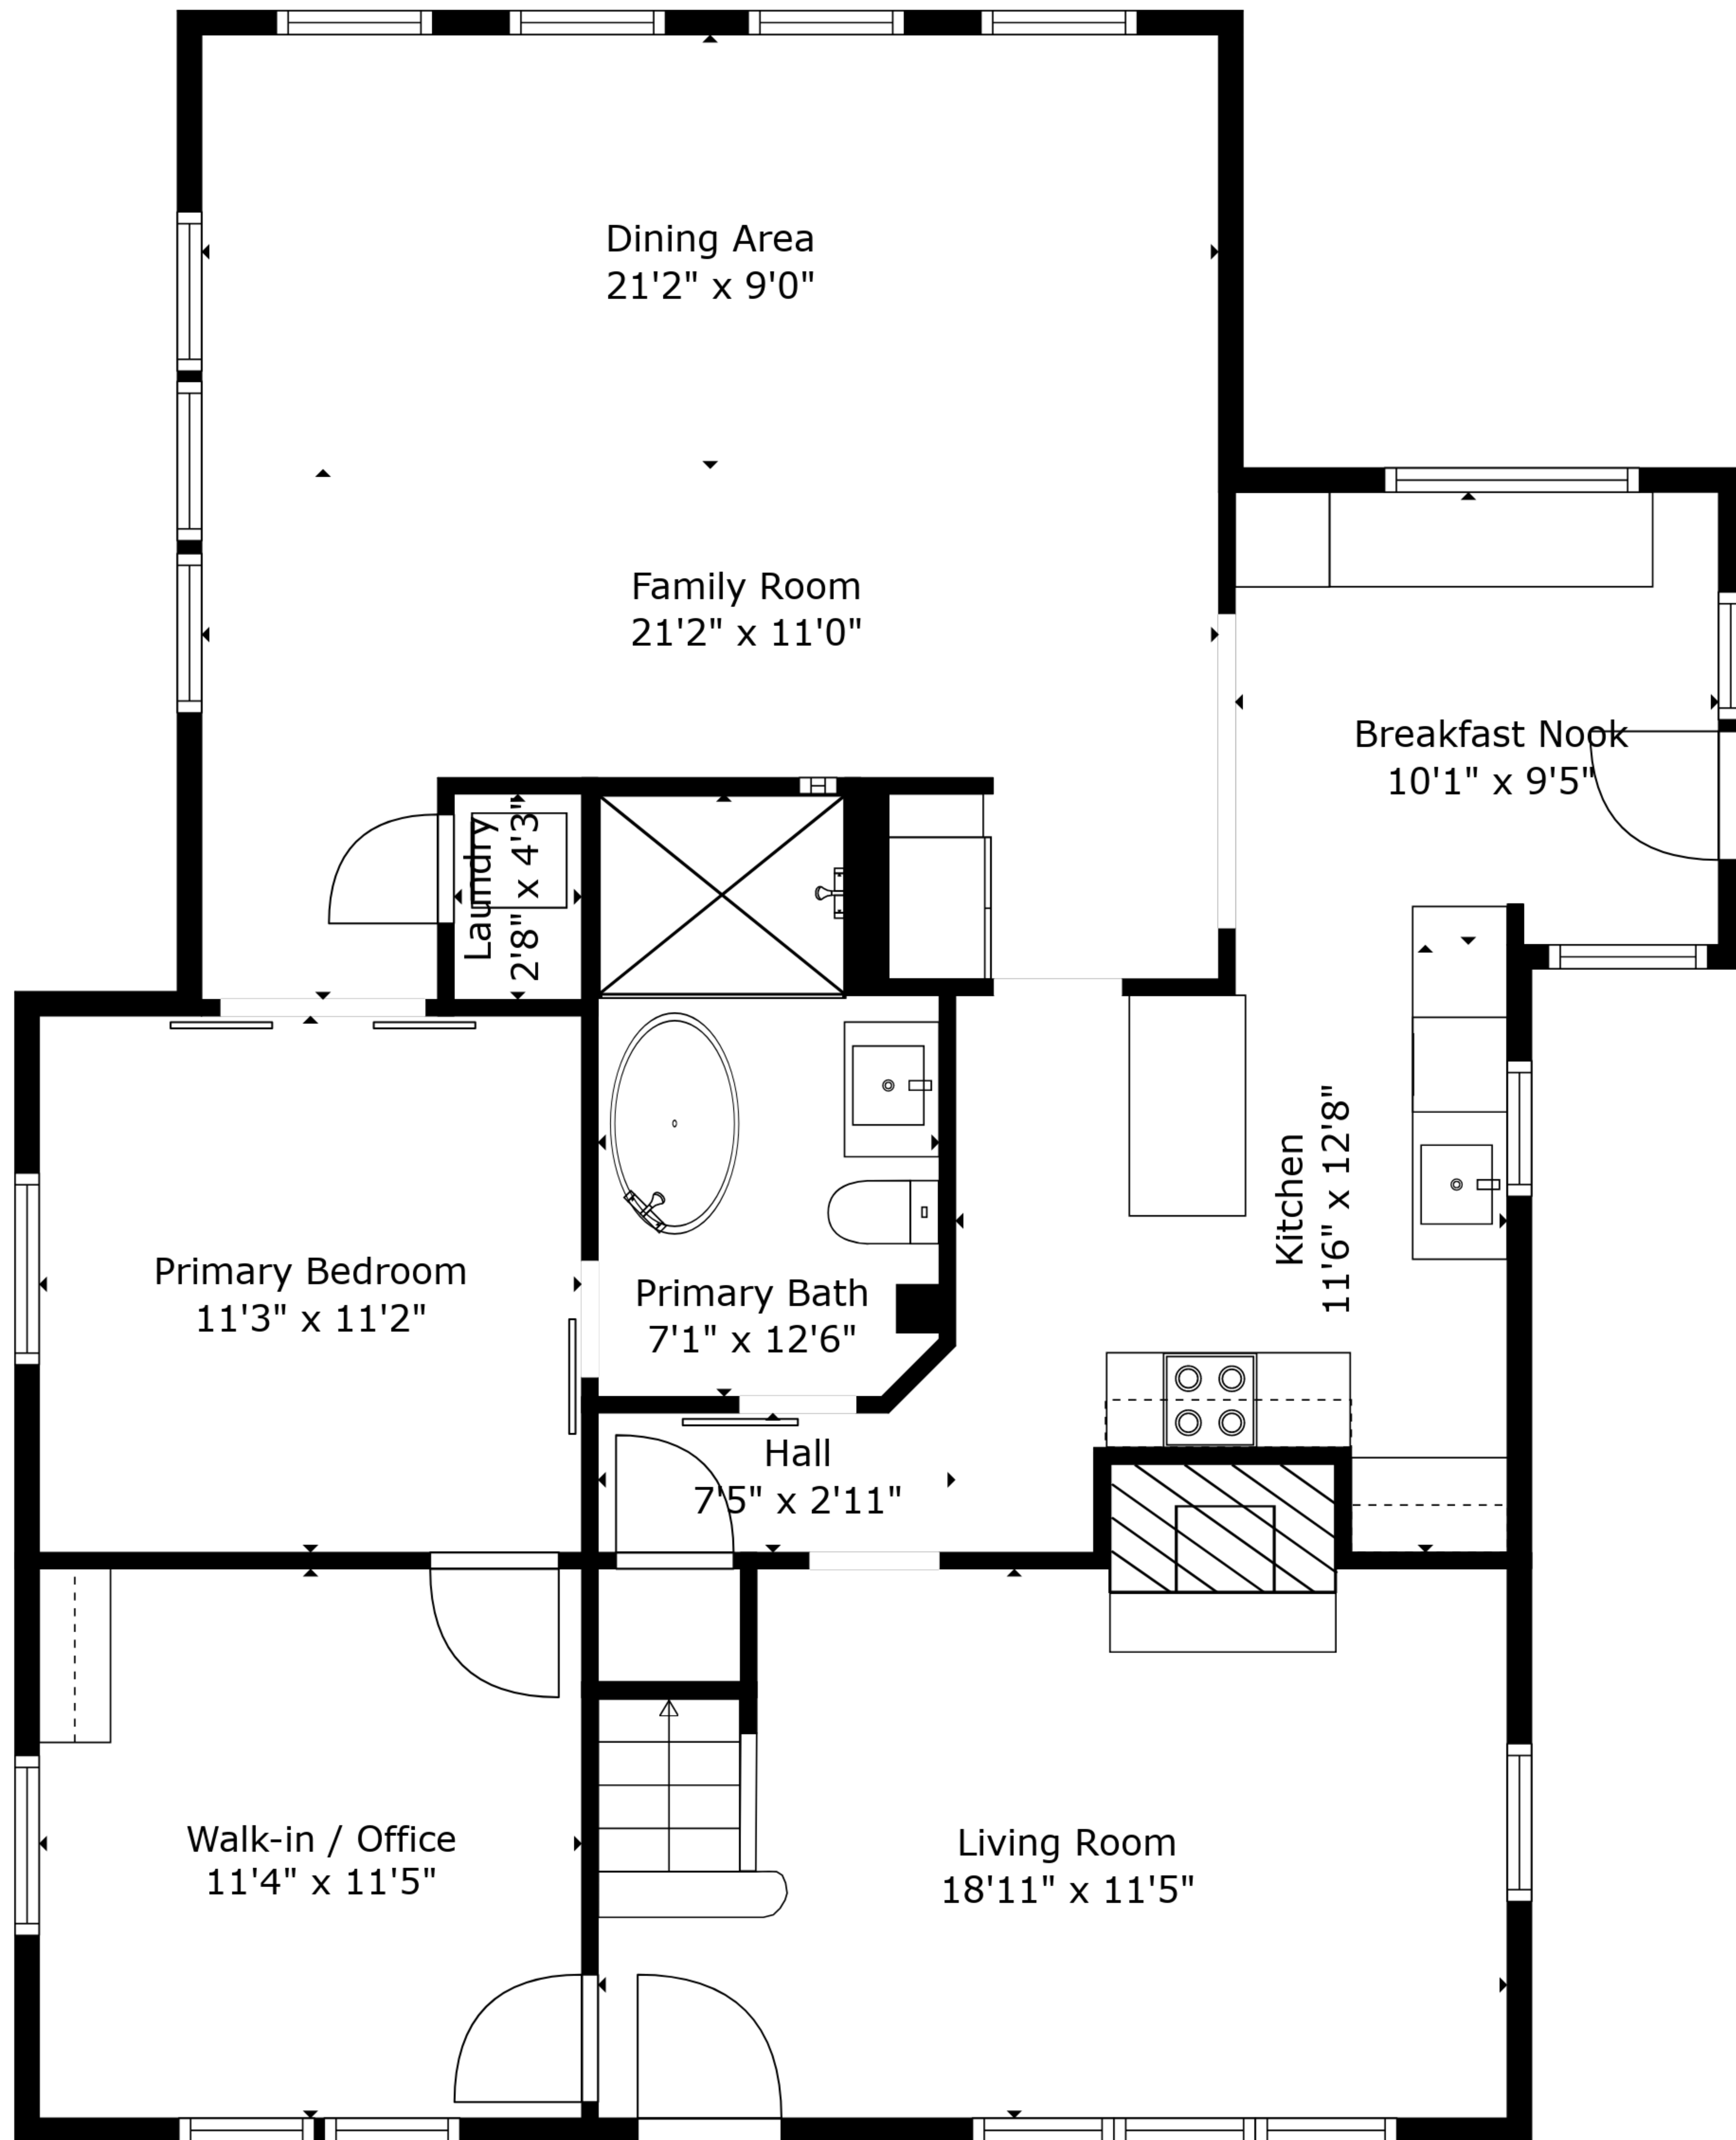 Dining Area
21'2" x 9'0"
Family Room
21'2" x 11'0"
Breakfast Nook
10'1" x 9'5"
Laundry
2'8" x 4'3"
Kitchen
11'6" x 12'8"
Primary Bedroom
11'3" x 11'2"
Primary Bath
7'1" x 12'6"
Hall
7'5" x 2'11"
Walk-in / Office
11'4" x 11'5"
Living Room
18'11" x 11'5"